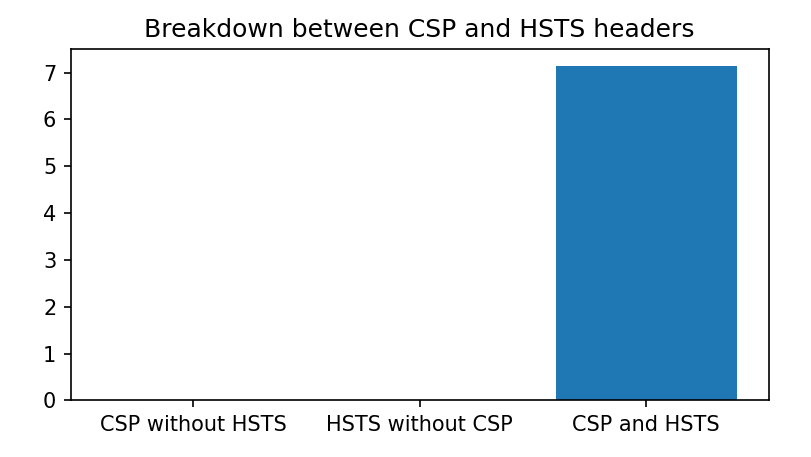 Breakdown between CSP and HSTS headers
7
6
5
4
3
2
1
0
CSP without HSTS
HSTS without CSP
CSP and HSTS